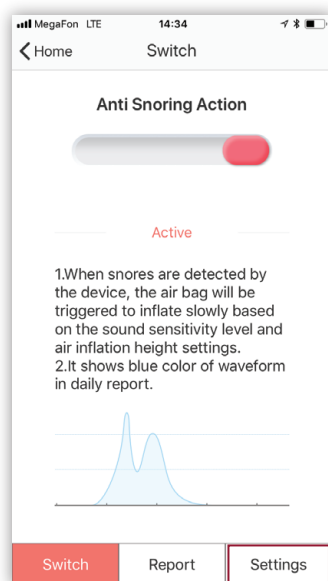 MegaFon LTE 14:34
Home Switch
Anti Snoring Action
Active
1.When snores are detected by
the device, the air bag will be
triggered to inflate slowly based
on the sound sensitivity level and
air inflation height settings.
2.It shows blue color of waveform
in daily report.
Switch Report Settings